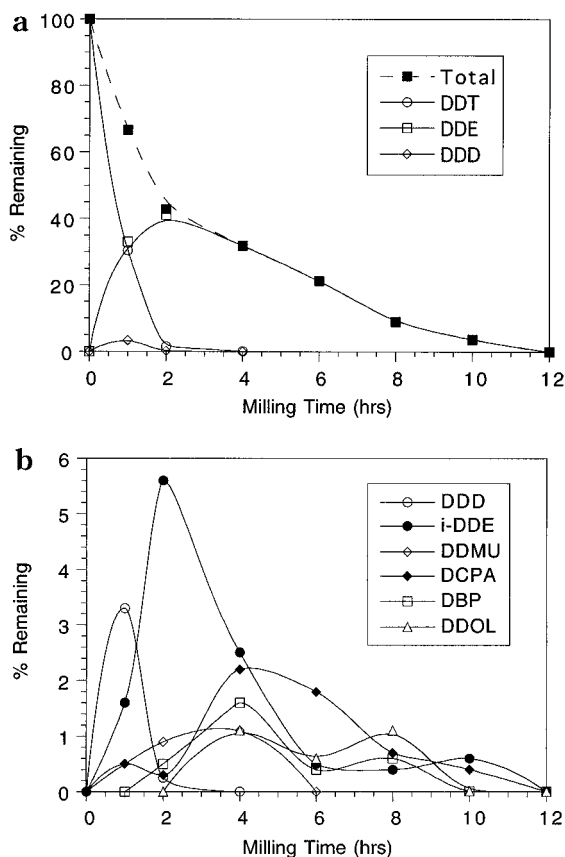 a
100
80
60
40
20
0
% Remaining
Total
DDT
DDE
DDD
0 2 4 6 8 10 12
Milling Time (hrs)
b
6
5
4
3
2
1
0
% Remaining
DDD
i-DDE
DDMU
DCPA
DBP
DDOL
0 2 4 6 8 10 12
Milling Time (hrs)